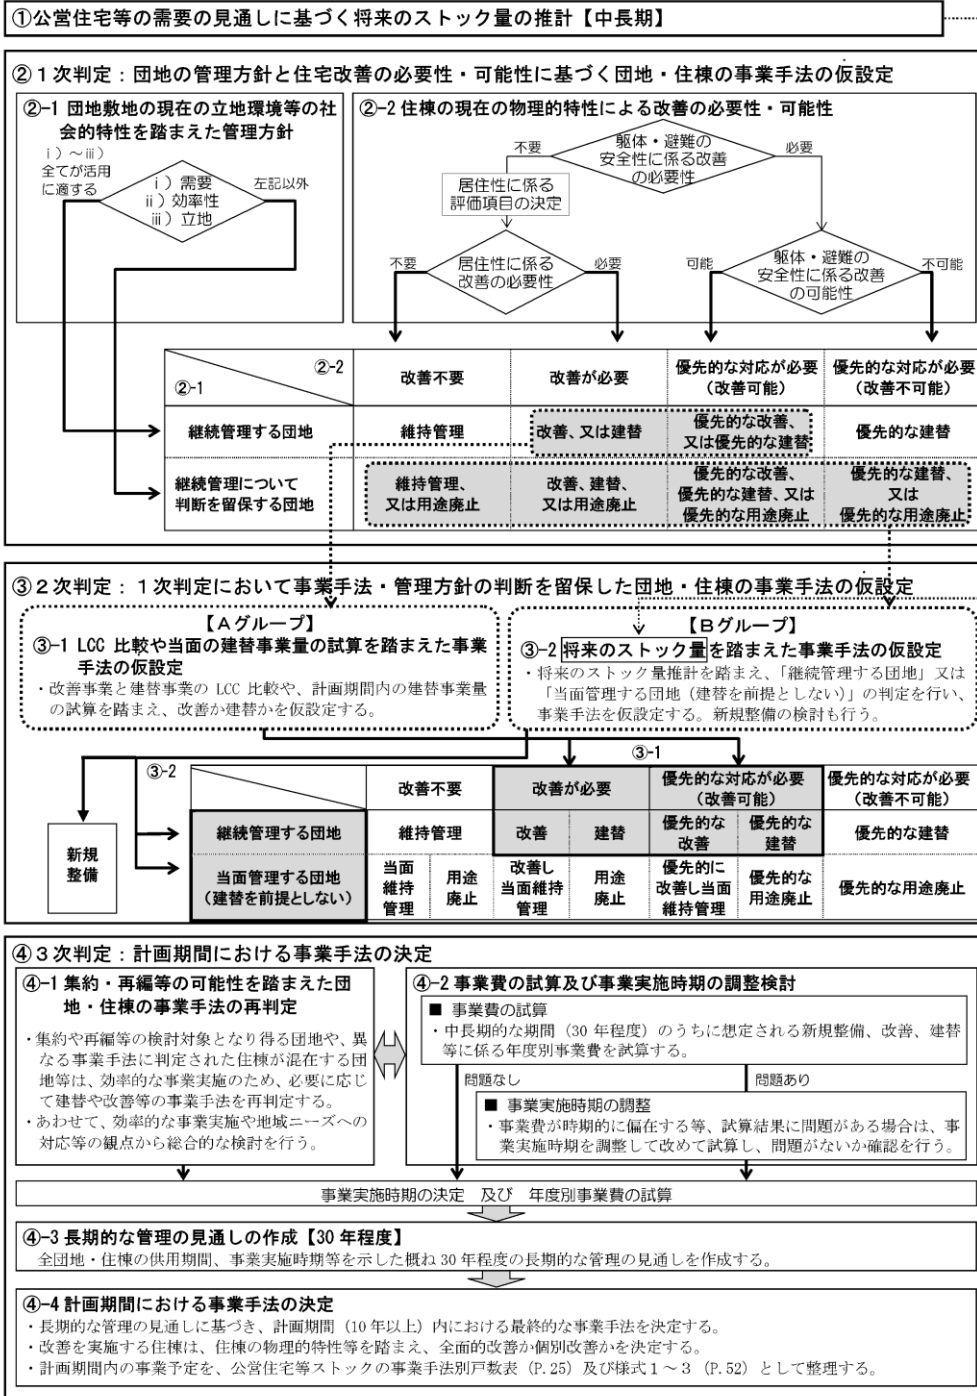 ①公営住宅等の需要の見通しに基づく将来のストック量の推計【中長期】
②１次判定：団地の管理方針と住宅改善の必要性・可能性に基づく団地・住棟の事業手法の仮設定
②-1 団地敷地の現在の立地環境等の社
会的特性を踏まえた管理方針
ⅰ）～ⅲ）
全てが活用
に適する
ⅰ）需要
ⅱ）効率性
ⅲ）立地
左記以外
②-2 住棟の現在の物理的特性による改善の必要性・可能性
不要
躯体・避難の
安全性に係る改善
の必要性
必要
居住性に係る
評価項目の決定
不要
居住性に係る
改善の必要性
必要
可能
躯体・避難の
安全性に係る改善
の可能性
不可能
②-2
②-1
改善不要
改善が必要
優先的な対応が必要
（改善可能）
優先的な対応が必要
（改善不可能）
継続管理する団地
維持管理
改善、又は建替
優先的な改善、
又は優先的な建替
優先的な建替
継続管理について
判断を留保する団地
維持管理、
又は用途廃止
改善、建替、
又は用途廃止
優先的な改善、
優先的な建替、又は
優先的な用途廃止
優先的な建替、
又は
優先的な用途廃止
③２次判定：１次判定において事業手法・管理方針の判断を留保した団地・住棟の事業手法の仮設定
【Ａグループ】
③-1 LCC 比較や当面の建替事業量の試算を踏まえた事業
手法の仮設定
・改善事業と建替事業の LCC 比較や、計画期間内の建替事業量
の試算を踏まえ、改善か建替かを仮設定する。
【Ｂグループ】
③-2 将来のストック量を踏まえた事業手法の仮設定
・将来のストック量推計を踏まえ、「継続管理する団地」又は
「当面管理する団地（建替を前提としない）」の判定を行い、
事業手法を仮設定する。新規整備の検討も行う。
③-1
③-2
改善不要
改善が必要
優先的な対応が必要
（改善可能）
優先的な対応が必要
（改善不可能）
新規
整備
継続管理する団地
維持管理
改善
建替
優先的な
改善
優先的な
建替
優先的な建替
当面管理する団地
（建替を前提としない）
当面
維持
管理
用途
廃止
改善し
当面維持
管理
用途
廃止
優先的に
改善し当面
維持管理
優先的な
用途廃止
優先的な用途廃止
④３次判定：計画期間における事業手法の決定
④-1 集約・再編等の可能性を踏まえた団
地・住棟の事業手法の再判定
・集約や再編等の検討対象となり得る団地や、異
なる事業手法に判定された住棟が混在する団
地等は、効率的な事業実施のため、必要に応じ
て建替や改善等の事業手法を再判定する。
・あわせて、効率的な事業実施や地域ニーズへの
対応等の観点から総合的な検討を行う。
④-2 事業費の試算及び事業実施時期の調整検討
■ 事業費の試算
・中長期的な期間（30 年程度）のうちに想定される新規整備、改善、建替
等に係る年度別事業費を試算する。
問題なし
問題あり
■ 事業実施時期の調整
・事業費が時期的に偏在する等、試算結果に問題がある場合は、事
業実施時期を調整して改めて試算し、問題がないか確認を行う。
事業実施時期の決定　及び　年度別事業費の試算
④-3 長期的な管理の見通しの作成【30 年程度】
全団地・住棟の供用期間、事業実施時期等を示した概ね 30 年程度の長期的な管理の見通しを作成する。
④-4 計画期間における事業手法の決定
・長期的な管理の見通しに基づき、計画期間（10 年以上）内における最終的な事業手法を決定する。
・改善を実施する住棟は、住棟の物理的特性等を踏まえ、全面的改善か個別改善かを決定する。
・計画期間内の事業予定を、公営住宅等ストックの事業手法別戸数表（P.25）及び様式１～３（P.52）として整理する。